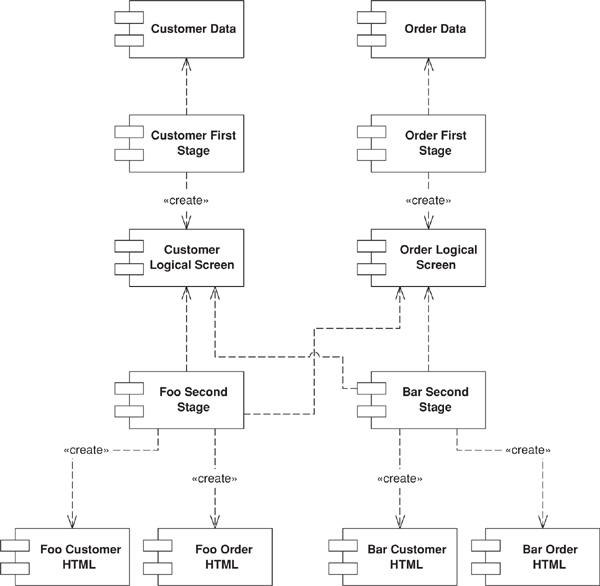 Customer Data
Order Data
Customer First
Stage
Order First
Stage
«create»
«create»
Customer
Logical Screen
Order Logical
Screen
Foo Second
Stage
Bar Second
Stage
«create»
«create»
«create»
«create»
Foo Customer
HTML
Foo Order
HTML
Bar Customer
HTML
Bar Order
HTML